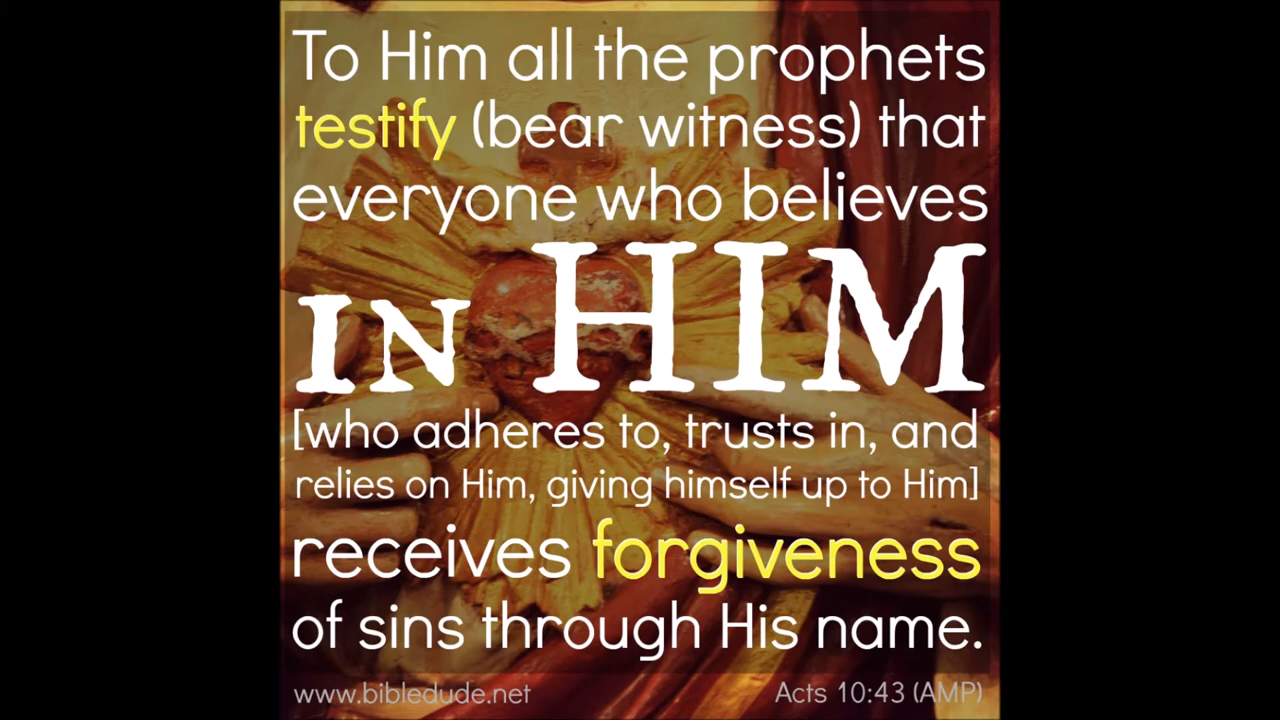 To Him all the prophets
testify (bear witness) that
everyone who believes
IN HIM
[who adheres to, trusts in, and
relies on Him, giving himself up to Him]
receives forgiveness
of sins through His name.
www.bibledude.net Acts 10:43 (AMP)